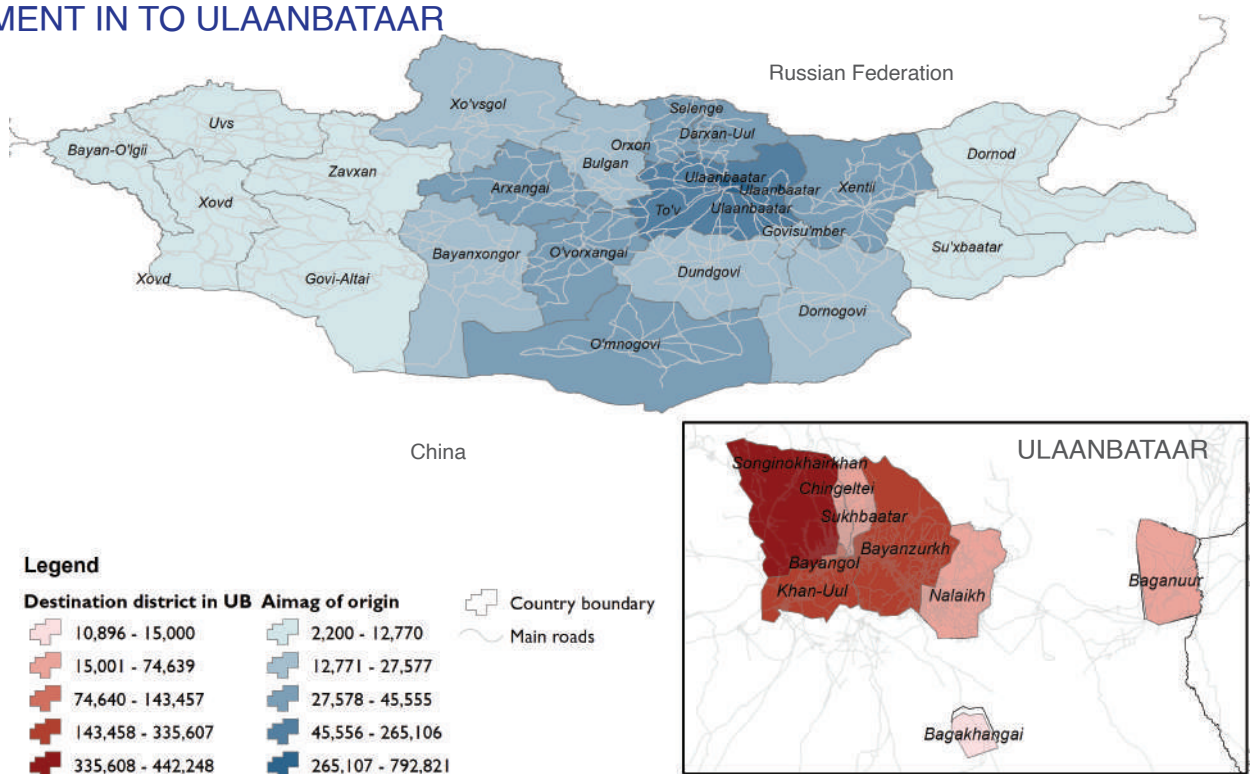 MENT IN TO ULAANBATAAR
Russian Federation
Xo'vsgol
Selenge
Uvs
Darxan-Uul
Bayan-O'lgii
Orxon
Dornod
Bulgan
Zavxan
Ulaanbaatar
Arxangai
Ulaanbaatar
Xentii
Xovd
To'v
Ulaanbaatar
Govisu'mber
Su'xbaatar
Bayanxongor
O'vorxangai
Dundgovi
Xovd
Govi-Altai
Dornogovi
O'mnogovi
China
ULAANBATAAR
Songinokhairkhan
Chingeltei
Sukhbaatar
Bayanzurkh
Bayangol
Khan-Uul
Nalaikh
Baganuur
Bagakhangai
Legend
Destination district in UB
10,896 - 15,000
15,001 - 74,639
74,640 - 143,457
143,458 - 335,607
335,608 - 442,248
Aimag of origin
2,200 - 12,770
12,771 - 27,577
27,578 - 45,555
45,556 - 265,106
265,107 - 792,821
Country boundary
Main roads